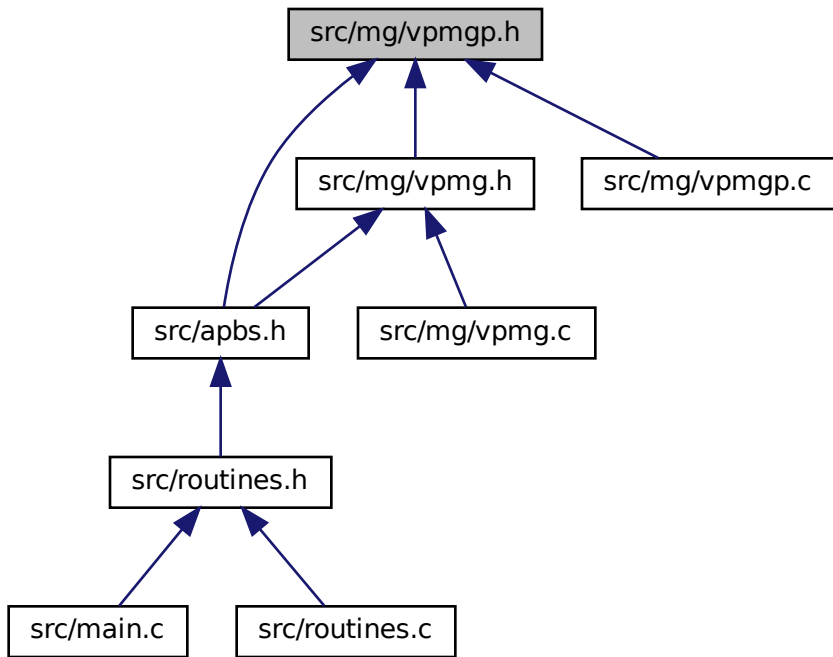 src/mg/vpmgp.h
src/mg/vpmg.h
src/mg/vpmgp.c
src/apbs.h
src/mg/vpmg.c
src/routines.h
src/main.c
src/routines.c